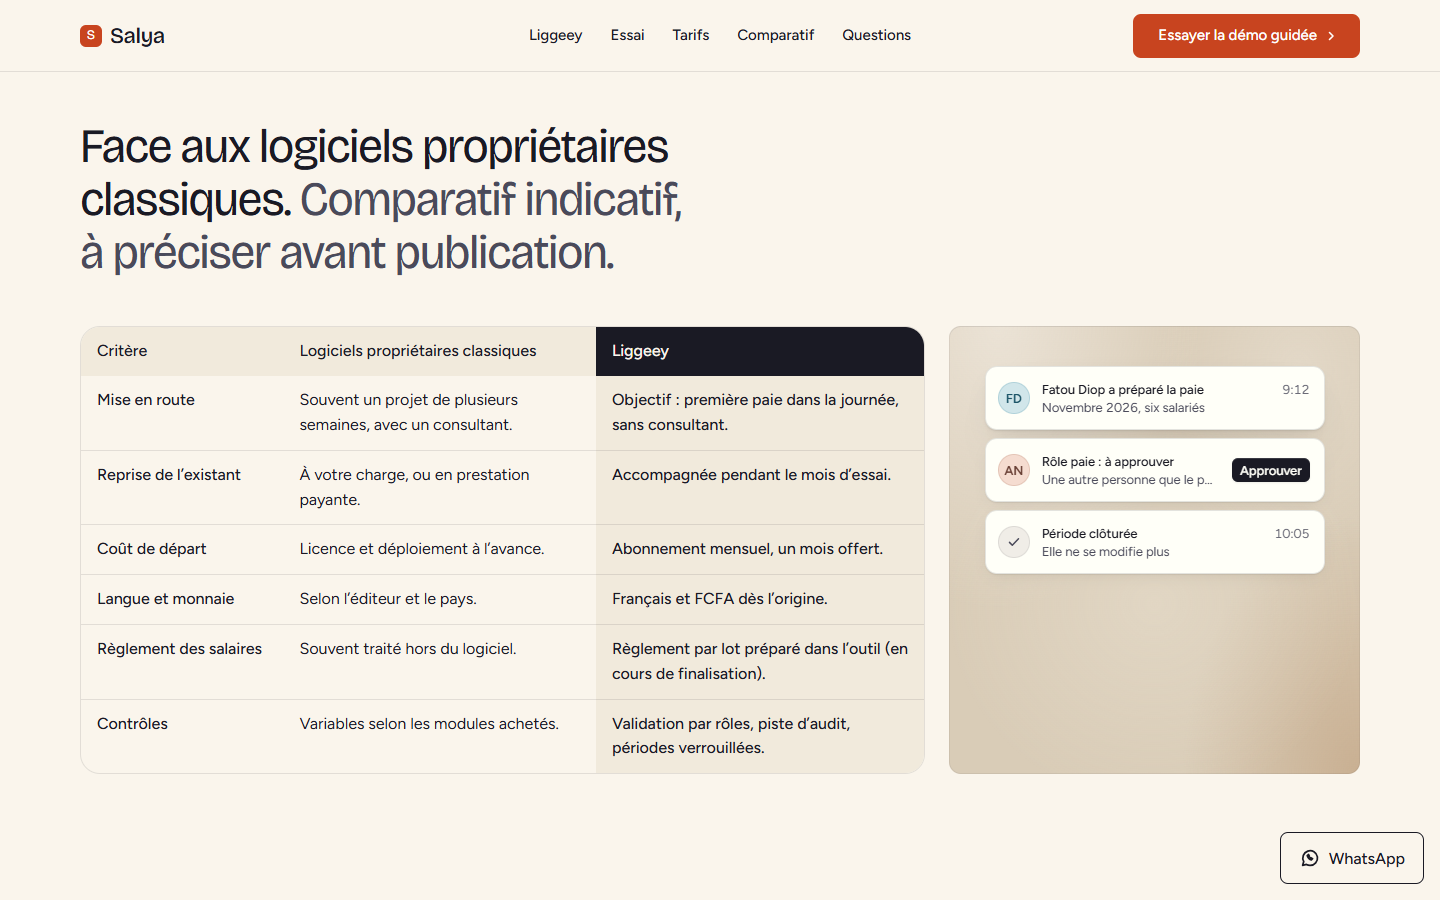 S Salya
Liggeey Essai Tarifs Comparatif Questions
Essayer la démo guidée
Face aux logiciels propriétaires
classiques. Comparatif indicatif,
à préciser avant publication.
Critère Logiciels propriétaires classiques Liggeey
Mise en route
Souvent un projet de plusieurs
semaines, avec un consultant.
Objectif : première paie dans la journée,
sans consultant.
Reprise de l’existant
À votre charge, ou en prestation
payante.
Accompagnée pendant le mois d’essai.
Coût de départ
Licence et déploiement à l’avance.
Abonnement mensuel, un mois offert.
Langue et monnaie
Selon l’éditeur et le pays.
Français et FCFA dès l’origine.
Règlement des salaires
Souvent traité hors du logiciel.
Règlement par lot préparé dans l’outil (en
cours de finalisation).
Contrôles
Variables selon les modules achetés.
Validation par rôles, piste d’audit,
périodes verrouillées.
FD
Fatou Diop a préparé la paie 9:12
Novembre 2026, six salariés
AN
Rôle paie : à approuver
Une autre personne que le p...
Approuver
Période clôturée 10:05
Elle ne se modifie plus
WhatsApp